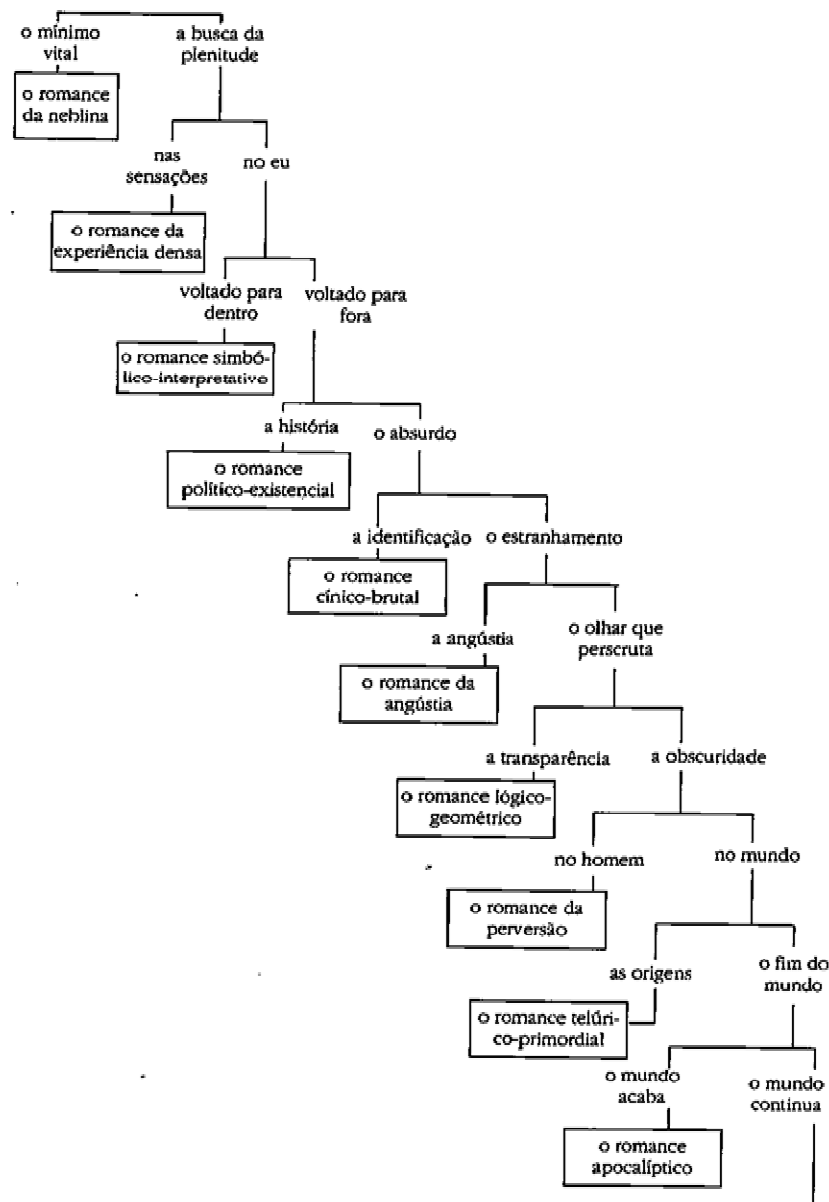 o mínimo
vital
a busca da
plenitude
o romance
da neblina
nas
sensações
no eu
o romance da
experiência densa
voltado para
dentro
voltado para
fora
o romance simbó-
lico-interpretativo
a história
o absurdo
o romance
político-existencial
a identificação
o estranhamento
o romance
cínico-brutal
a angústia
o olhar que
perscruta
o romance da
angústia
a transparência
a obscuridade
o romance lógico-
geométrico
no homem
no mundo
o romance da
perversão
as origens
o fim do
mundo
o romance telúri-
co-primordial
o mundo
acaba
o mundo
continua
o romance
apocalíptico